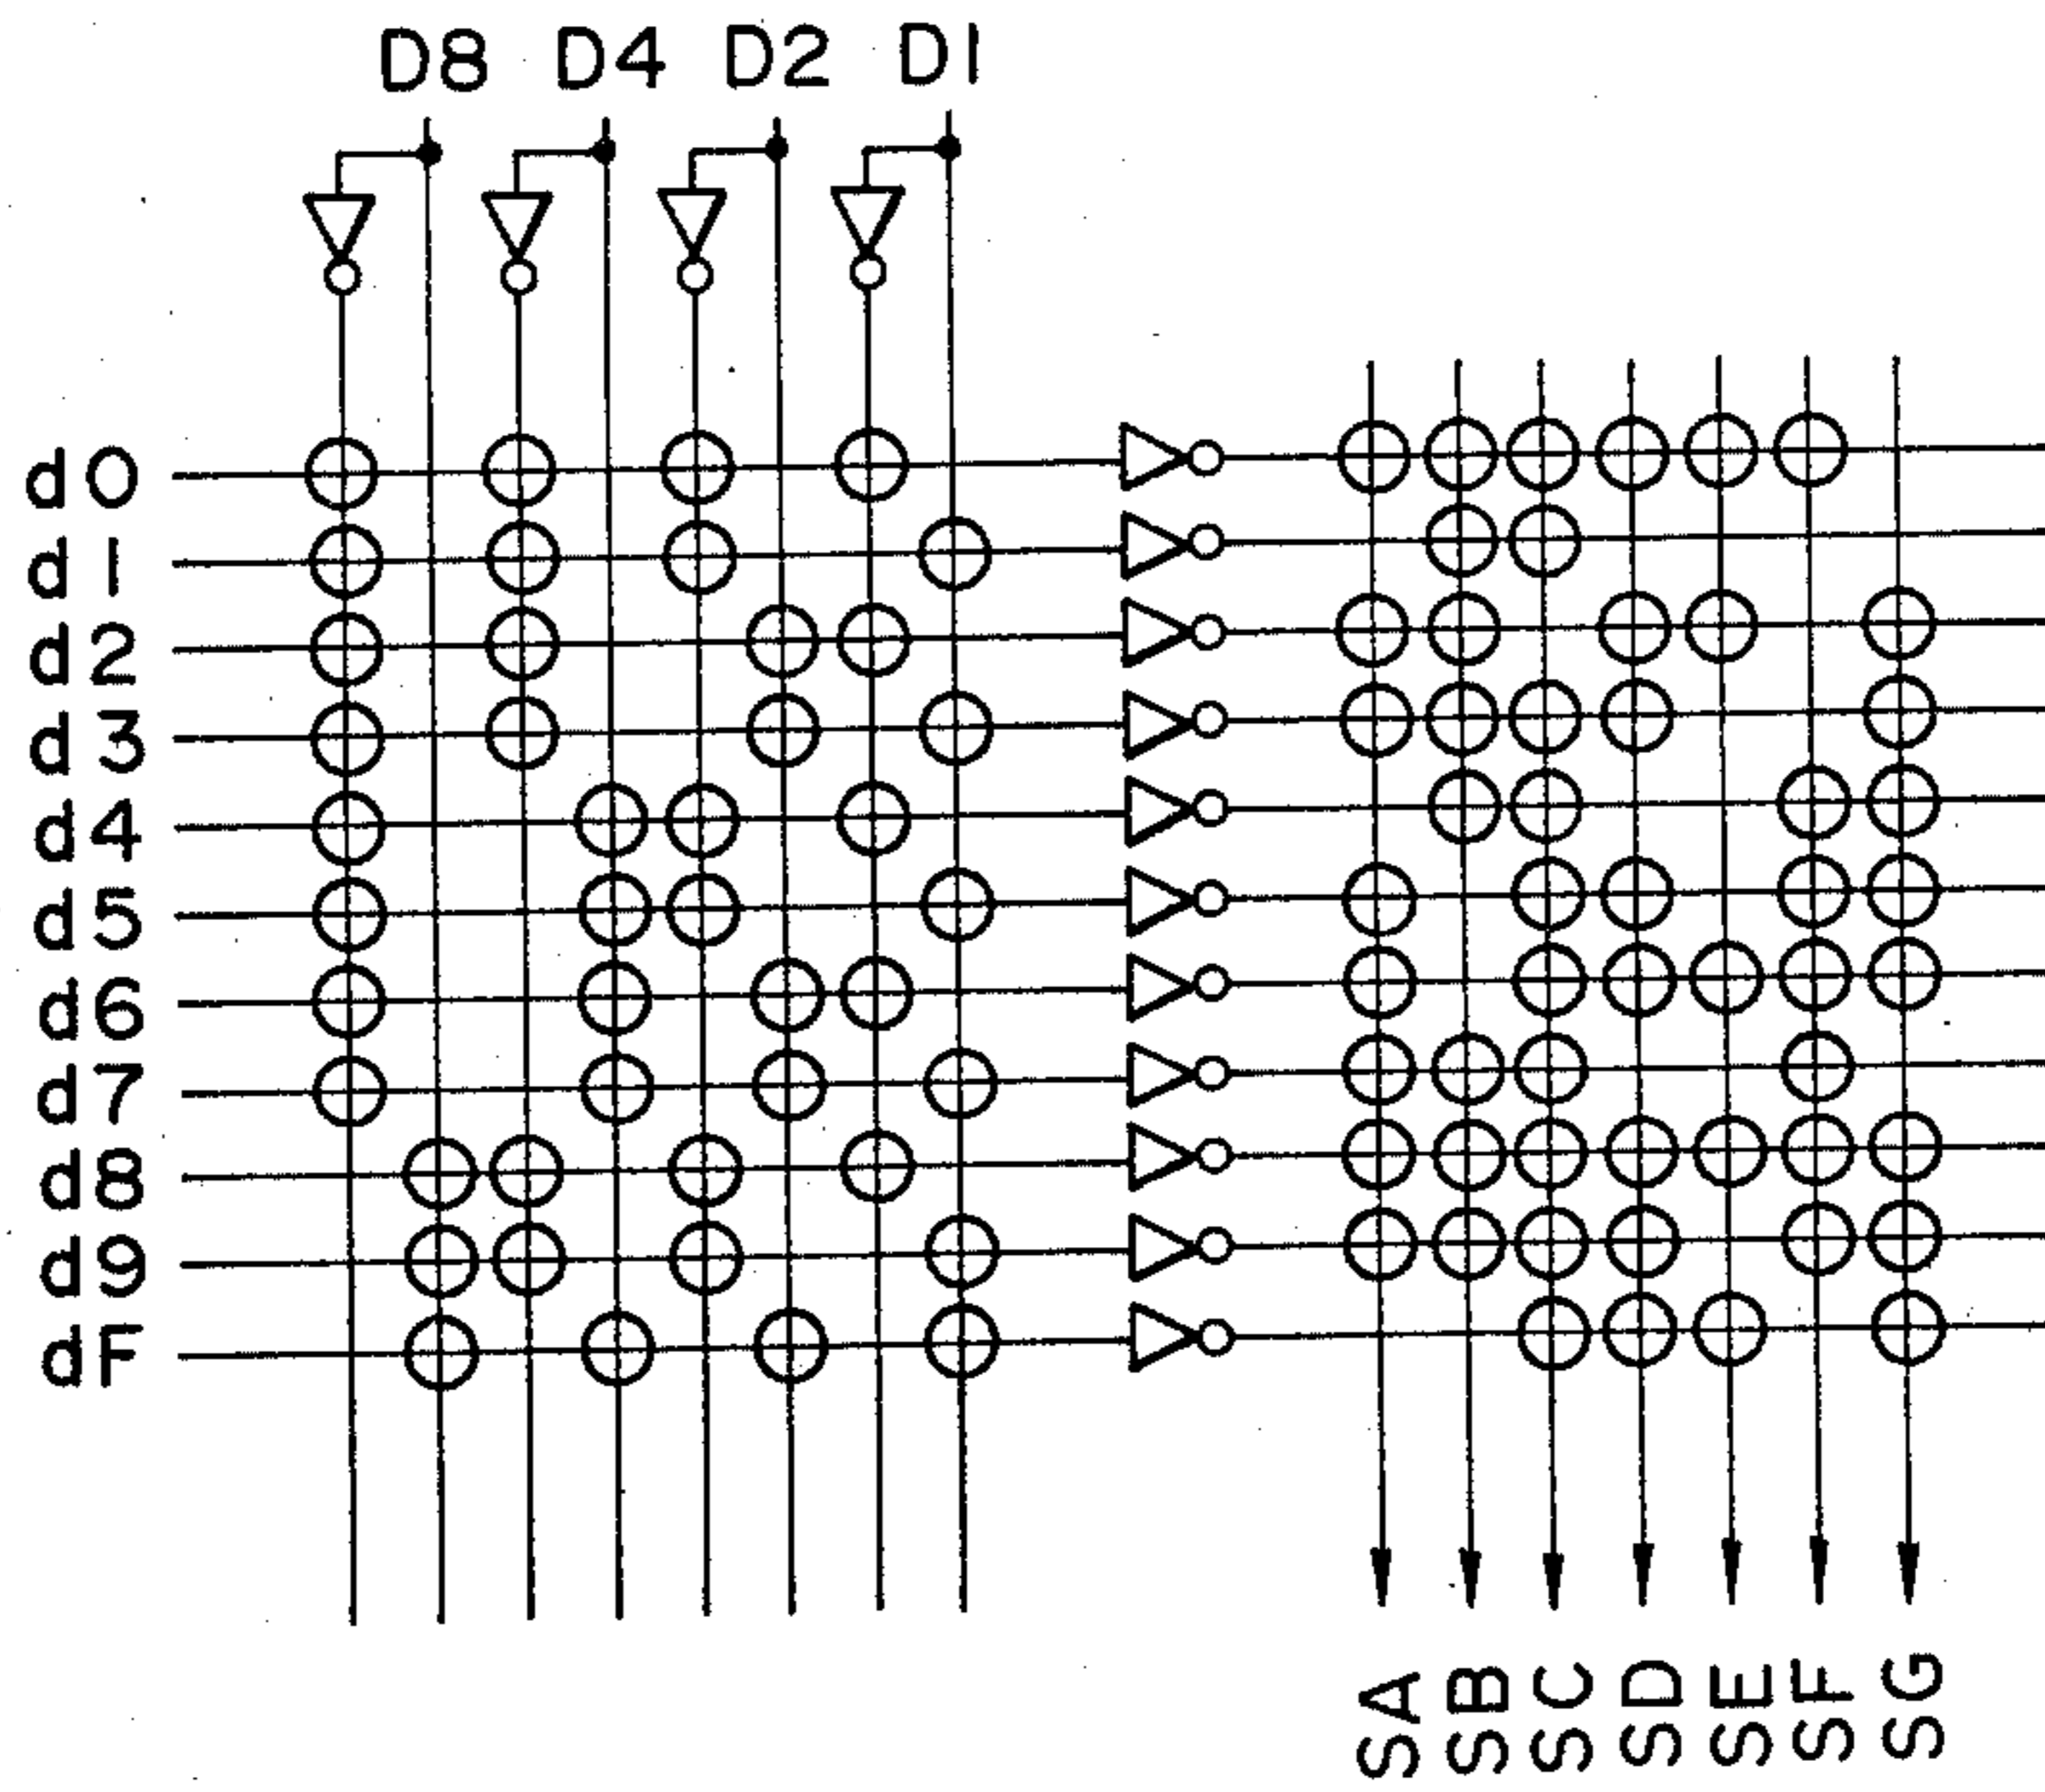 D8 D4 D2 D1
d0
d1
d2
d3
d4
d5
d6
d7
d8
d9
dF
SA SB SC SD SE SF SG